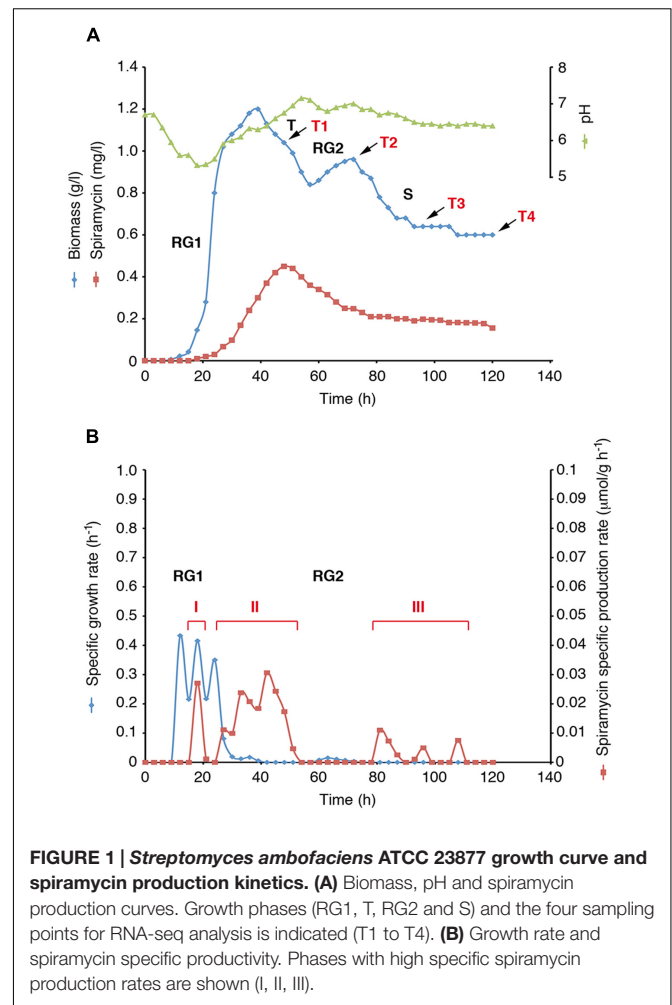 A
1.4
1.2
1.0
0.8
0.6
0.4
0.2
0
8
7
6
5
Biomass (g/l)
Spiramycin (mg/l)
pH
RG1
T
T1
RG2
T2
S
T3
T4
0 20 40 60 80 100 120 140
Time (h)
B
1.0
0.9
0.8
0.7
0.6
0.5
0.4
0.3
0.2
0.1
0
0.1
0.09
0.08
0.07
0.06
0.05
0.04
0.03
0.02
0.01
0
Specific growth rate (h-1)
Spiramycin specific production rate (μmol/g h-1)
RG1
RG2
I
II
III
0 20 40 60 80 100 120 140
Time (h)
FIGURE 1 | Streptomyces ambofaciens ATCC 23877 growth curve and
spiramycin production kinetics. (A) Biomass, pH and spiramycin
production curves. Growth phases (RG1, T, RG2 and S) and the four sampling
points for RNA-seq analysis is indicated (T1 to T4). (B) Growth rate and
spiramycin specific productivity. Phases with high specific spiramycin
production rates are shown (I, II, III).